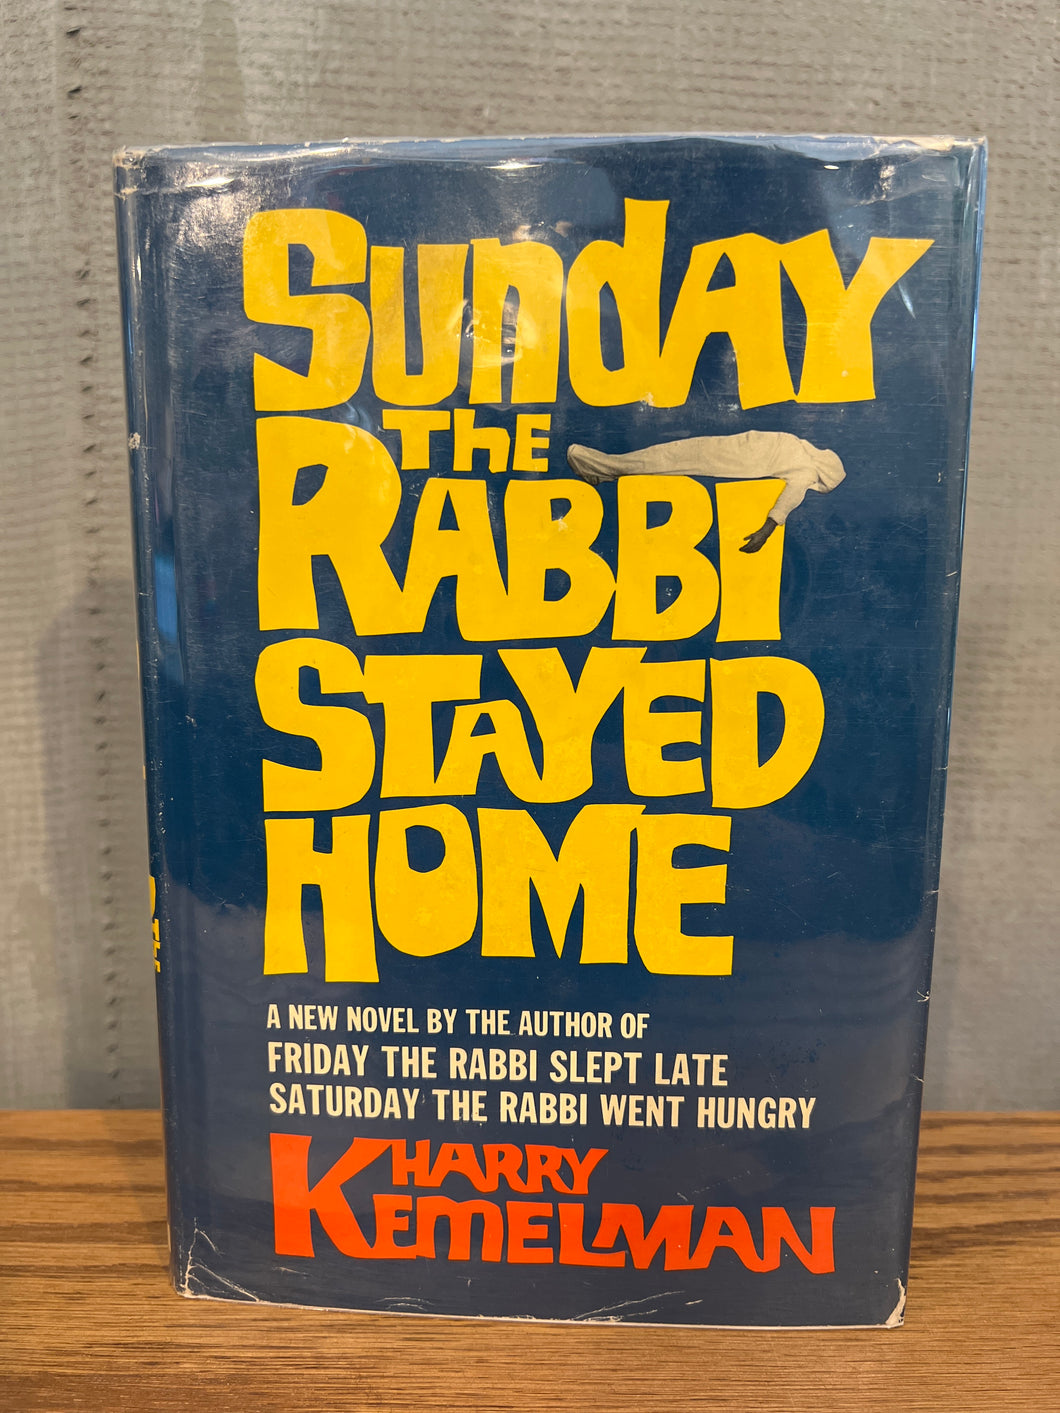 SUNDAY
THE
RABBI
STAYED
HOME
A NEW NOVEL BY THE AUTHOR OF
FRIDAY THE RABBI SLEPT LATE
SATURDAY THE RABBI WENT HUNGRY
HARRY
KEMELMAN